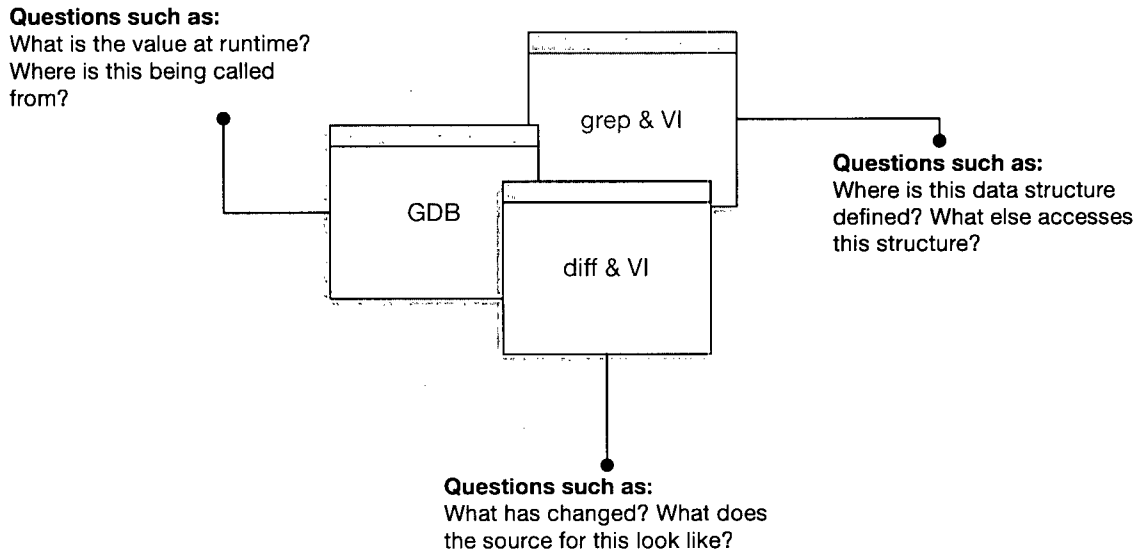 Questions such as:
What is the value at runtime?
Where is this being called
from?
grep & VI
Questions such as:
Where is this data structure
defined? What else accesses
this structure?
GDB
diff & VI
Questions such as:
What has changed? What does
the source for this look like?